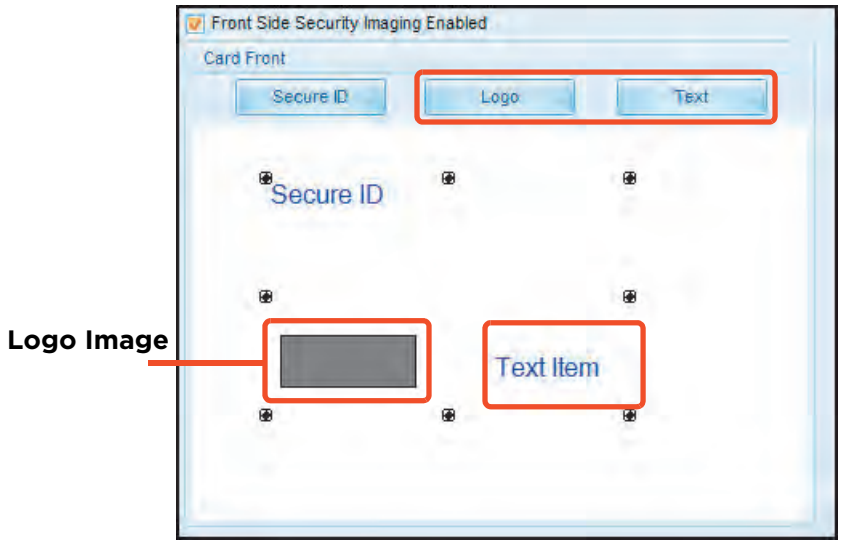 Front Side Security Imaging Enabled
Card Front
Secure ID
Logo
Text
Secure ID
Logo Image
Text Item